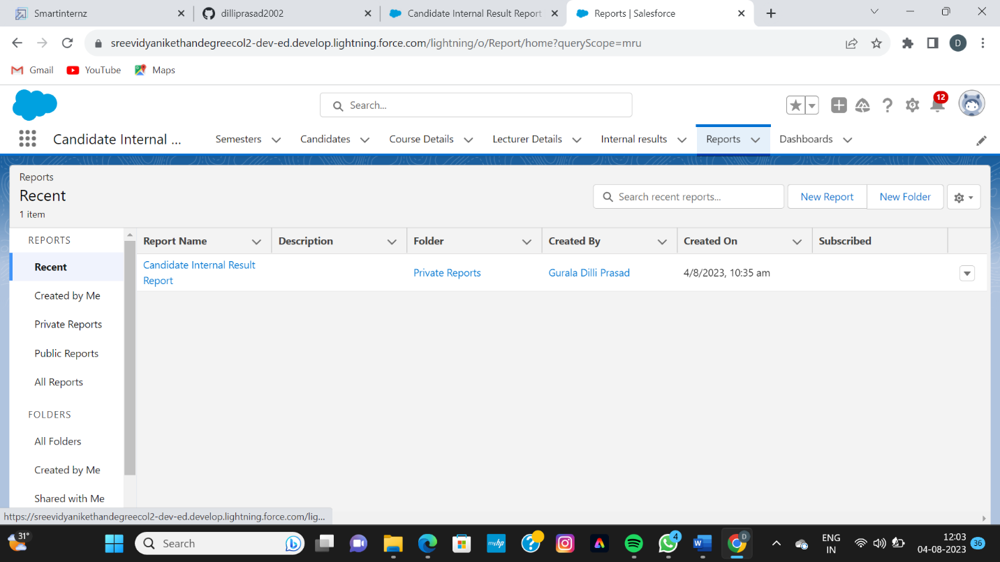 Smartinternz
dilliprasad2002
Candidate Internal Result Report
Reports | Salesforce
sreevidyanikethandegreecol2-dev-ed.develop.lightning.force.com/lightning/o/Report/home?queryScope=mru
D
Gmail
YouTube
Maps
Search...
12
Candidate Internal ...
Semesters
Candidates
Course Details
Lecturer Details
Internal results
Reports
Dashboards
Reports
Recent
1 item
Search recent reports...
New Report
New Folder
REPORTS
Recent
Created by Me
Private Reports
Public Reports
All Reports
FOLDERS
All Folders
Created by Me
Shared with Me
Report Name
Description
Folder
Created By
Created On
Subscribed
Candidate Internal Result
Report
Private Reports
Gurala Dilli Prasad
4/8/2023, 10:35 am
https://sreevidyanikethandegreecol2-dev-ed.develop.lightning.force.com/lig...
31°
Search
myhp
4
D
ENG
IN
12:03
04-08-2023
36